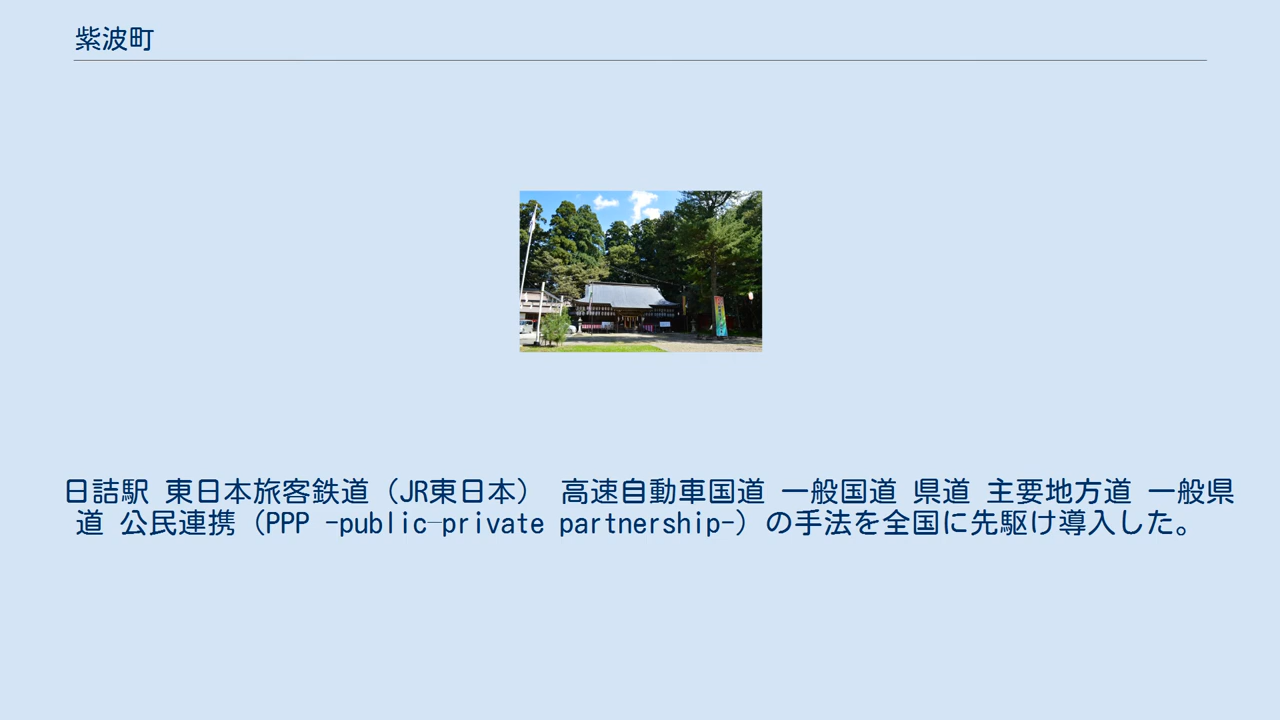 紫波町
日詰駅 東日本旅客鉄道（JR東日本） 高速自動車国道 一般国道 県道 主要地方道 一般県
道 公民連携（PPP -public–private partnership-）の手法を全国に先駆け導入した。